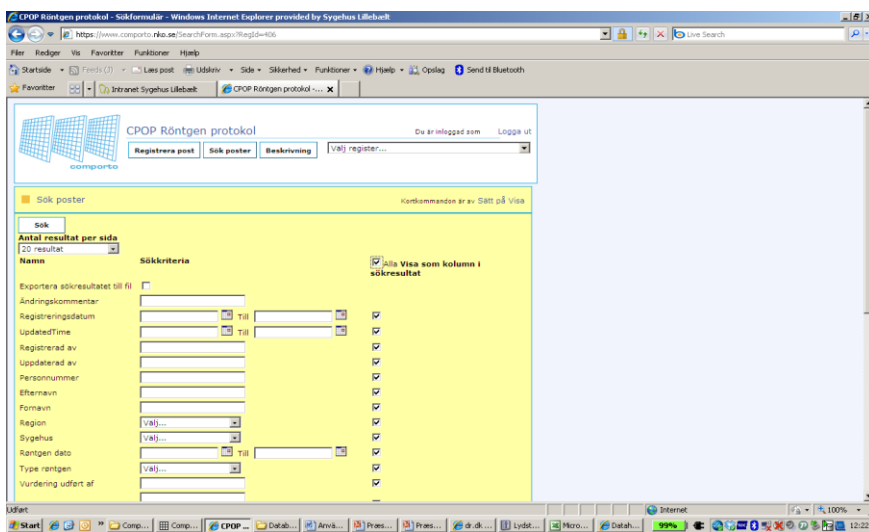 CPOP Röntgen protokol - Sökformulär - Windows Internet Explorer provided by Sygehus Lillebælt
https://www.comporto.nko.se/SearchForm.aspx?RegId=406
Live Search
Filer Rediger Vis Favoritter Funktioner Hjælp
Startside Feeds (J) Læs post Udskriv Side Sikkerhed Funktioner Hjælp Opslag Send til Bluetooth
Favoritter Intranet Sygehus Lillebælt CPOP Röntgen protokol -... X
CPOP Röntgen protokol
Du är inloggad som Logga ut
Registrera post Sök poster Beskrivning Välj register...
comporto
Sök poster
Kortkommandon är av Sätt på Visa
Sök
Antal resultat per sida
20 resultat
Namn Sökkriteria Alla Visa som kolumn i
sökresultat
Exportera sökresultatet till fil
Ändringskommentar
Registreringsdatum Till
UpdatedTime Till
Registrerad av
Uppdaterad av
Personnummer
Efternavn
Fornavn
Region Välj...
Sygehus Välj...
Røntgen dato Till
Type røntgen Välj...
Vurdering udført af
Udført
Internet
100%
Start Comp... Comp... CPOP ... Datab... Anvä... Præs... Præs... dr.dk... Lydst... Micro... Datah... 99% 12:22